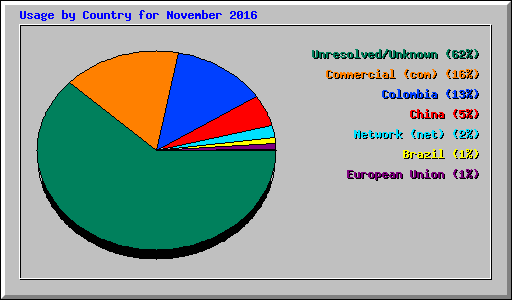 Usage by Country for November 2016
Unresolved/Unknown (62%)
Commercial (com) (16%)
Colombia (13%)
China (5%)
Network (net) (2%)
Brazil (1%)
European Union (1%)